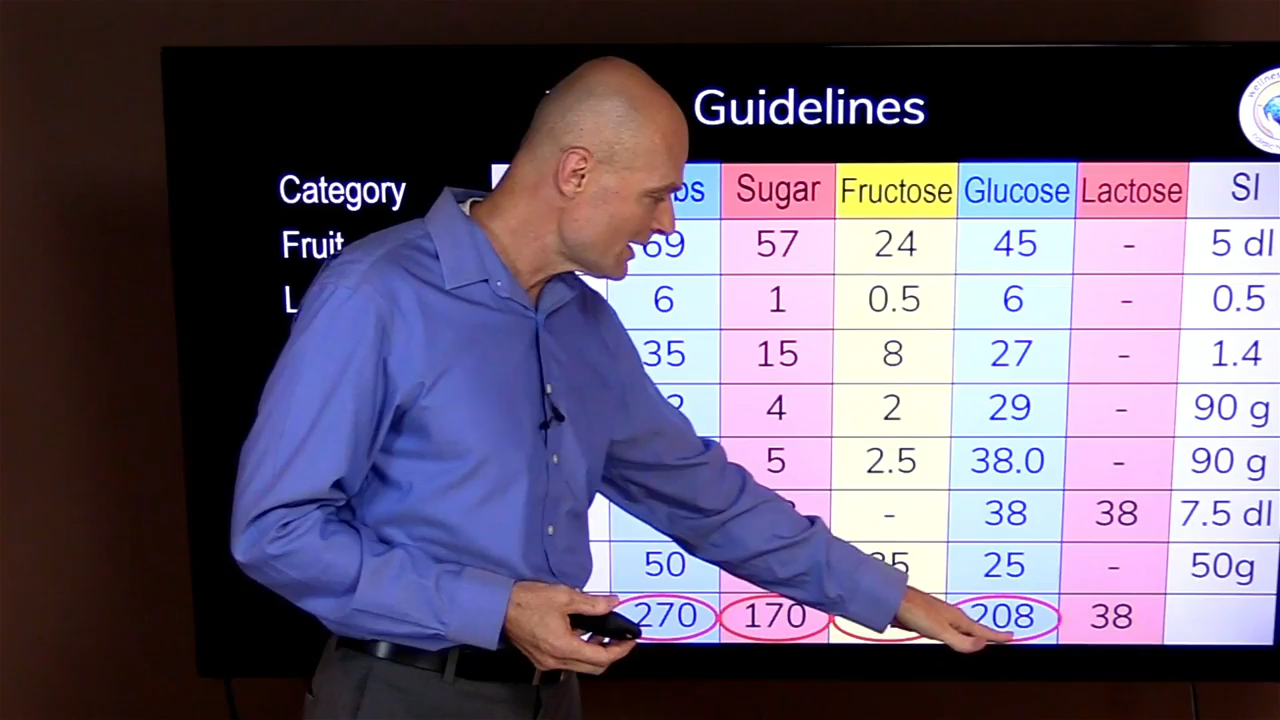 Guidelines
Category Sugar Fructose Glucose Lactose SI
Fruit 69 57 24 45 - 5 dl
6 1 0.5 6 - 0.5
35 15 8 27 - 1.4
4 2 29 - 90 g
5 2.5 38.0 - 90 g
- 38 38 7.5 dl
50 25 - 50g
270 170 208 38